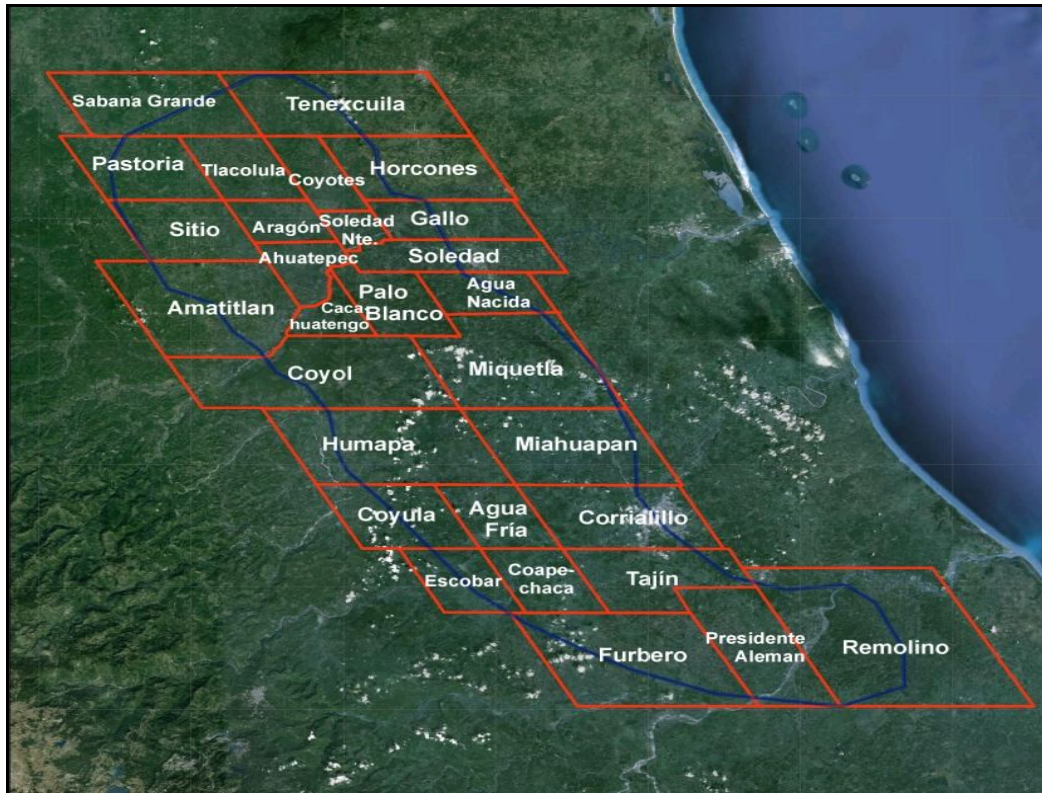 Sabana Grande
Tenexcuila
Pastoria
Tlacolula
Coyotes
Horcones
Sitio
Aragón
Soledad
Nte.
Gallo
Ahuatepec
Soledad
Amatitlan
Caca
huatengo
Palo
Blanco
Agua
Nacida
Coyol
Miquetla
Humapa
Miahuapan
Coyula
Agua
Fría
Corrialillo
Escobar
Coape-
chaca
Tajín
Furbero
Presidente
Aleman
Remolino